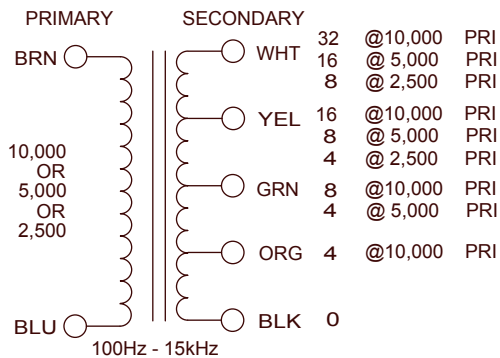 PRIMARY SECONDARY
BRN WHT 32 @10,000 PRI
16 @ 5,000 PRI
8 @ 2,500 PRI
YEL 16 @10,000 PRI
8 @ 5,000 PRI
4 @ 2,500 PRI
10,000
OR
5,000
OR
2,500
GRN 8 @10,000 PRI
4 @ 5,000 PRI
ORG 4 @10,000 PRI
BLU BLK 0
100Hz - 15kHz